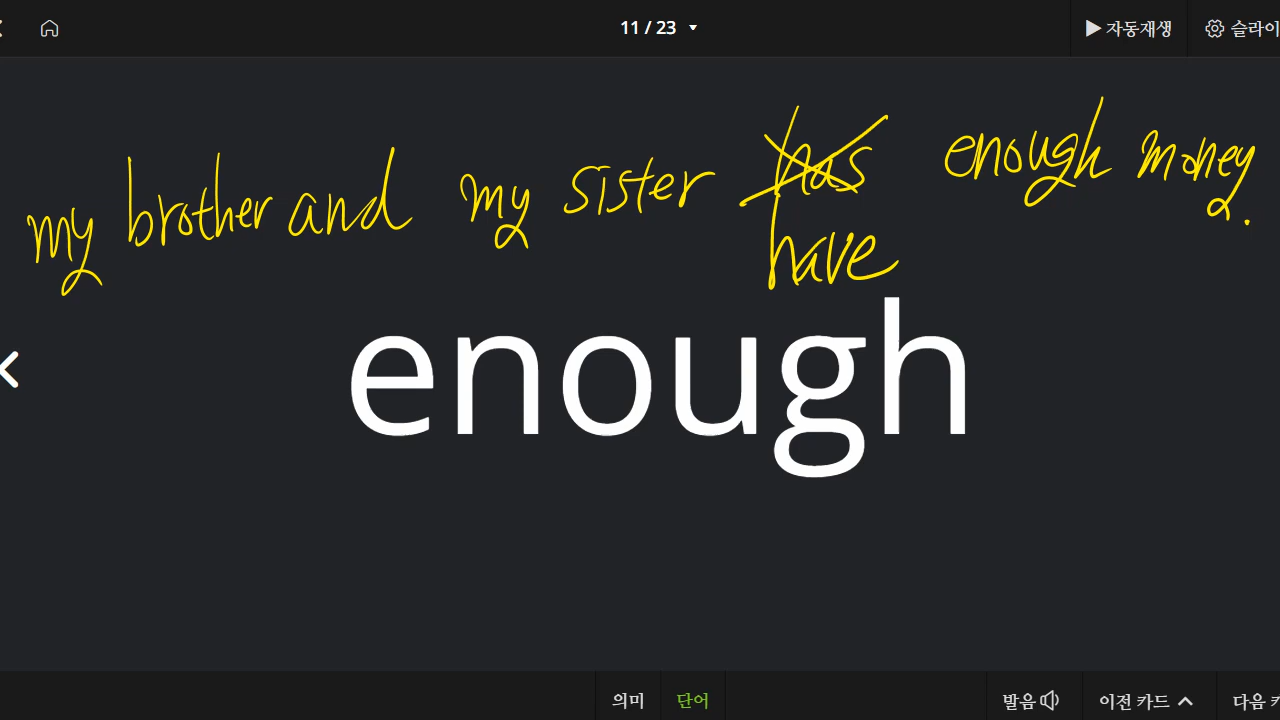 11 / 23
자동재생
슬라이
my brother and my sister has enough money.
have
enough
의미
단어
발음
이전 카드
다음